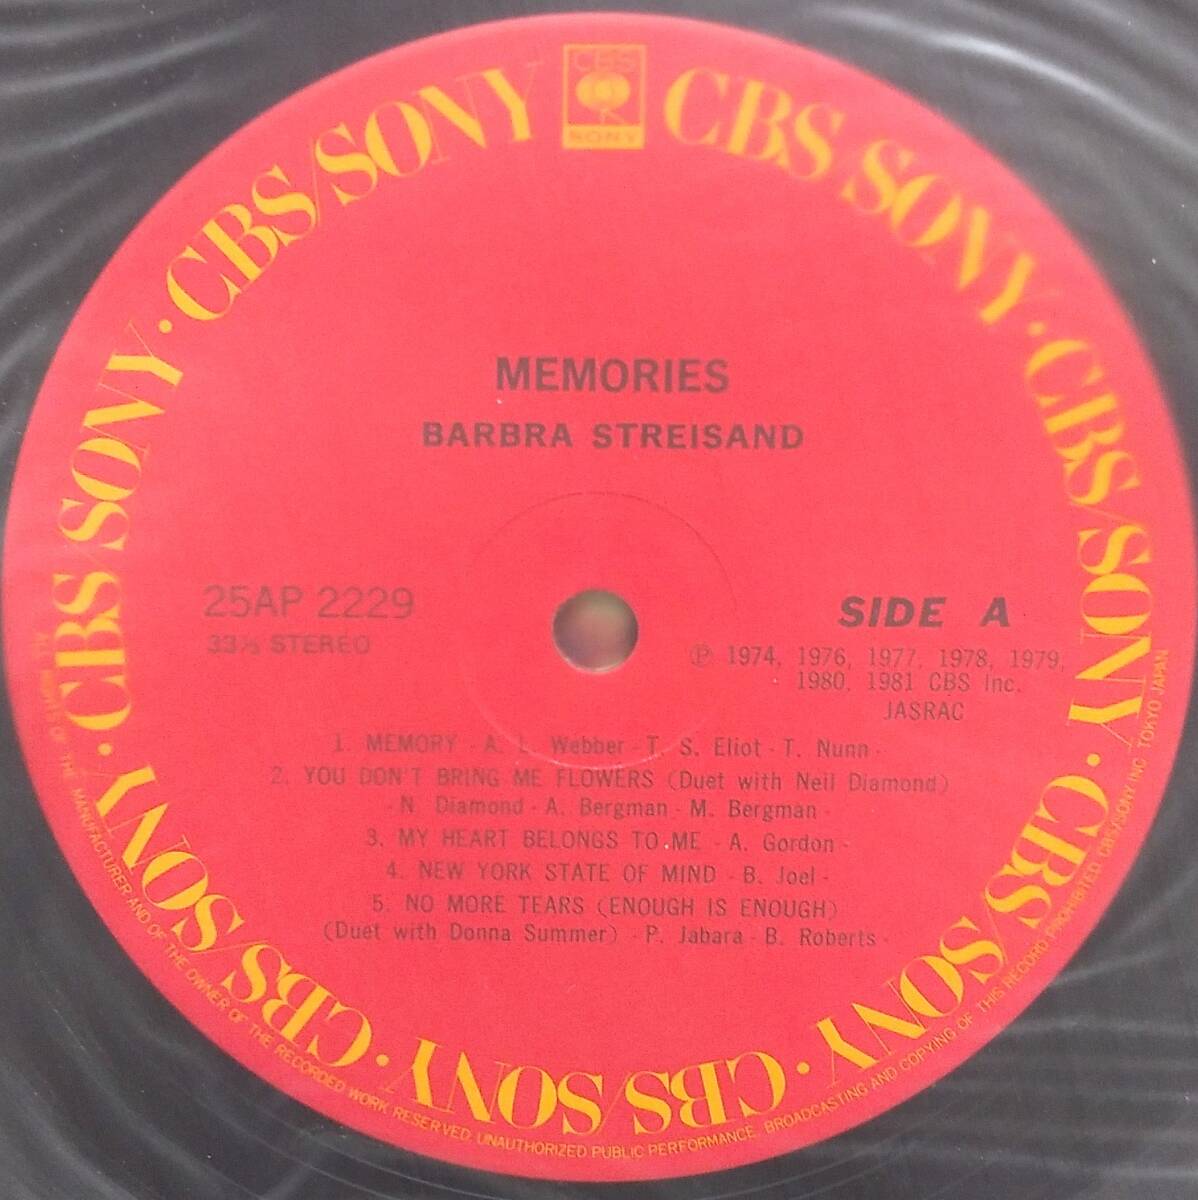 CBS
SONY
CBS/SONY · CBS/SONY · CBS/SONY · CBS/SONY · CBS/SONY · CBS/SONY · CBS/SONY · CBS/SONY
MEMORIES
BARBRA STREISAND
25AP 2229
33⅓ STEREO
SIDE A
Ⓟ 1974, 1976, 1977, 1978, 1979,
1980, 1981 CBS Inc.
JASRAC
1. MEMORY - A. L. Webber - T. S. Eliot - T. Nunn -
2. YOU DON'T BRING ME FLOWERS (Duet with Neil Diamond)
- N. Diamond - A. Bergman - M. Bergman -
3. MY HEART BELONGS TO ME - A. Gordon -
4. NEW YORK STATE OF MIND - B. Joel -
5. NO MORE TEARS (ENOUGH IS ENOUGH)
(Duet with Donna Summer) - P. Jabara - B. Roberts -
ALL RIGHTS OF THE MANUFACTURER AND OF THE OWNER OF THE RECORDED WORK RESERVED. UNAUTHORIZED PUBLIC PERFORMANCE, BROADCASTING AND COPYING OF THIS RECORD PROHIBITED. CBS/SONY INC. TOKYO JAPAN